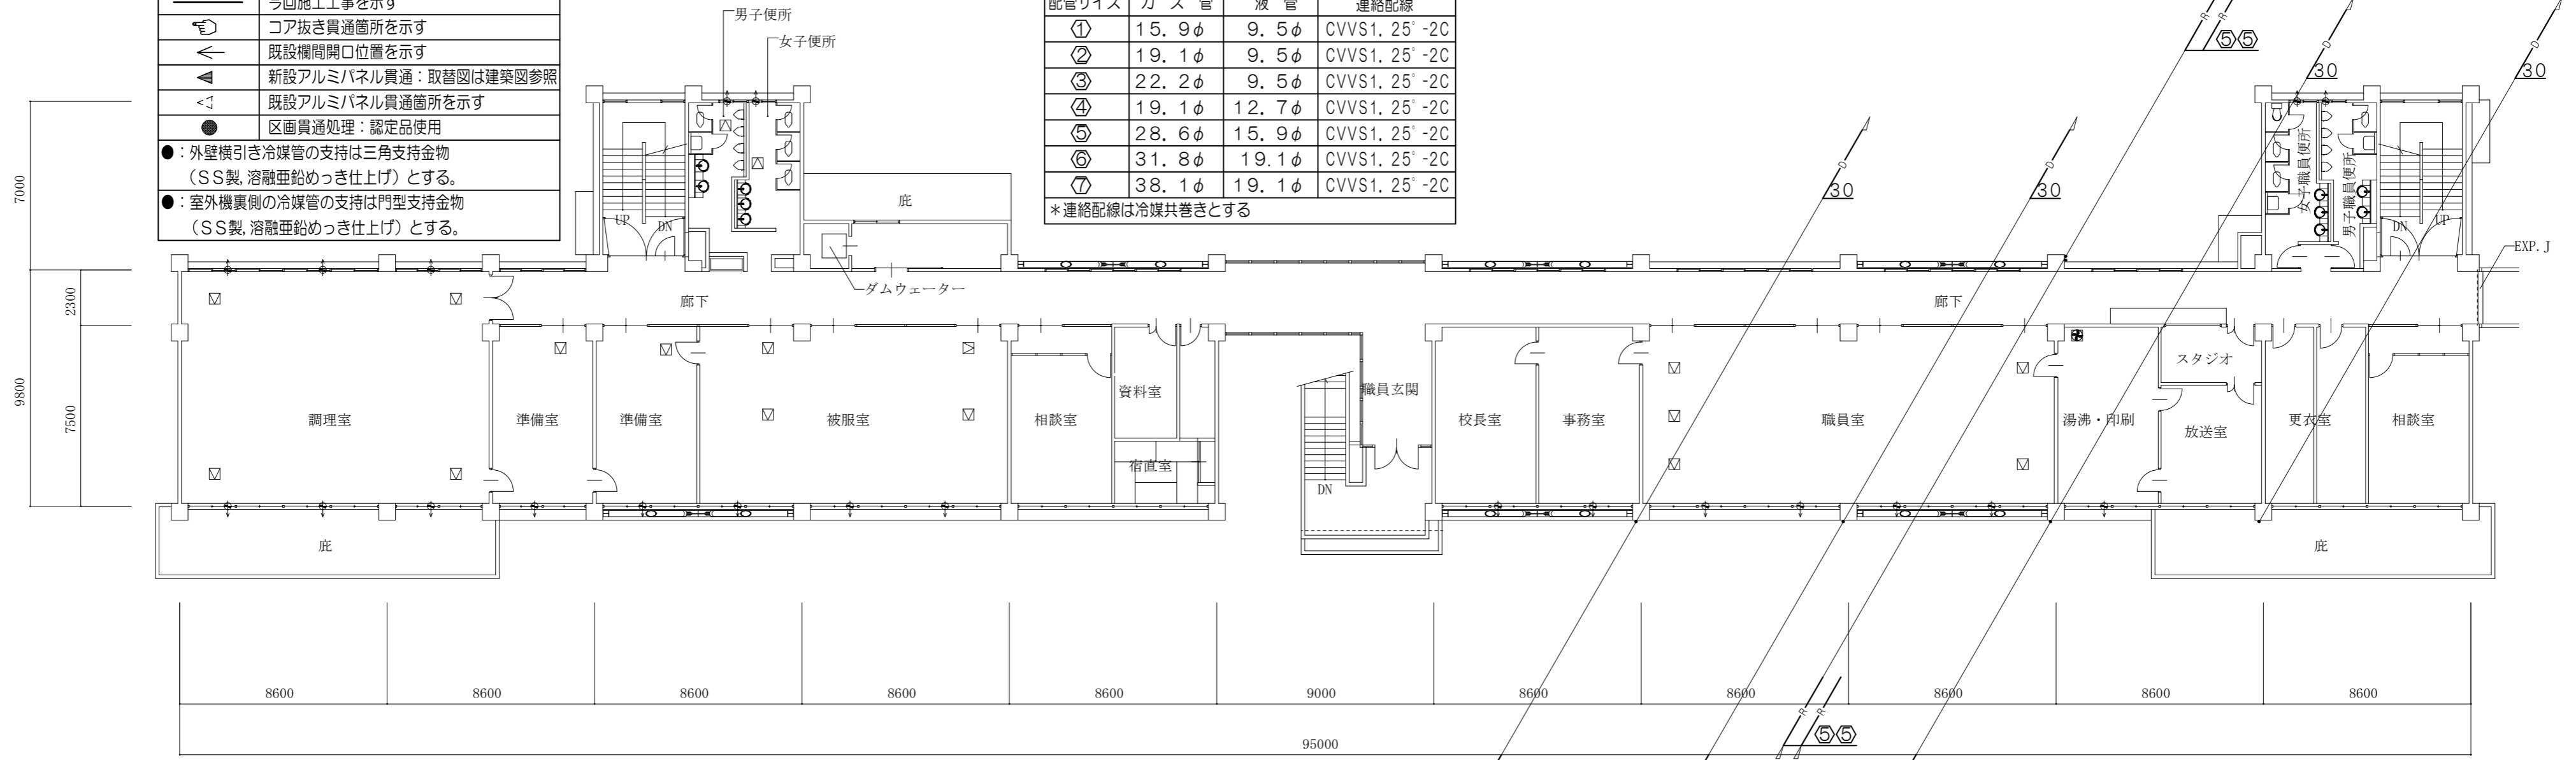 今回施工工事を示す
コア抜き貫通箇所を示す
既設欄間開口位置を示す
新設アルミパネル貫通：取替図は建築図参照
既設アルミパネル貫通箇所を示す
区画貫通処理：認定品使用
●：外壁横引き冷媒管の支持は三角支持金物
（ＳＳ製,溶融亜鉛めっき仕上げ）とする。
●：室外機裏側の冷媒管の支持は門型支持金物
（ＳＳ製,溶融亜鉛めっき仕上げ）とする。
配管サイズ ガス管 液管 連絡配線
① 15.9φ 9.5φ CVVS1.25°-2C
② 19.1φ 9.5φ CVVS1.25°-2C
③ 22.2φ 9.5φ CVVS1.25°-2C
④ 19.1φ 12.7φ CVVS1.25°-2C
⑤ 28.6φ 15.9φ CVVS1.25°-2C
⑥ 31.8φ 19.1φ CVVS1.25°-2C
⑦ 38.1φ 19.1φ CVVS1.25°-2C
＊連絡配線は冷媒共巻きとする
男子便所
女子便所
R R
⑤⑤
D
30
D
30
D
30
D
30
7000
2300
9800
7500
UP
DN
庇
ダムウェーター
女子職員便所
男子職員便所
DN
UP
EXP.J
廊下
廊下
調理室
準備室
準備室
被服室
相談室
資料室
宿直室
DN
職員玄関
校長室
事務室
職員室
湯沸・印刷
スタジオ
放送室
更衣室
相談室
庇
庇
8600 8600 8600 8600 8600 9000 8600 8600 8600 8600 8600
R R
⑤⑤
95000